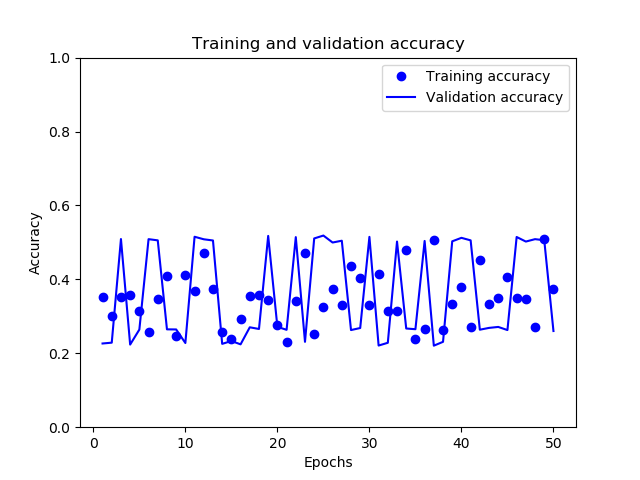 Training and validation accuracy
1.0
0.8
0.6
0.4
0.2
0.0
Accuracy
Training accuracy
Validation accuracy
0 10 20 30 40 50
Epochs